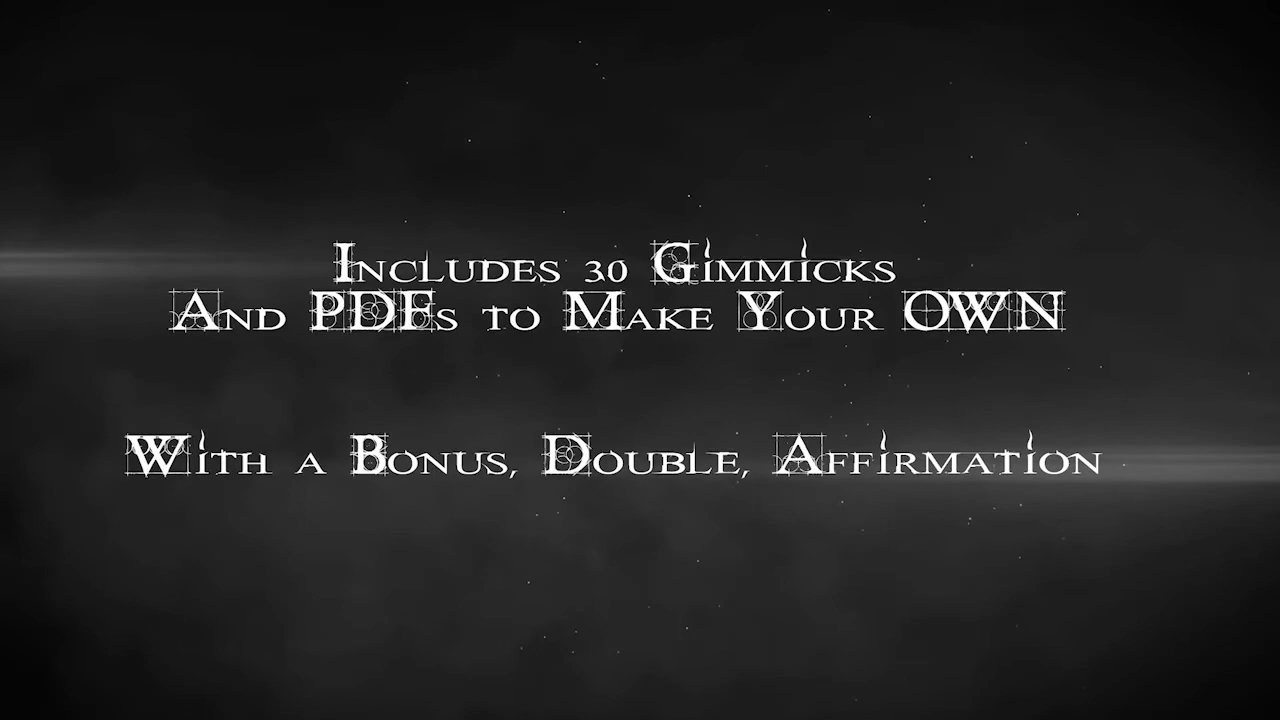 Includes 30 Gimmicks
And PDFs to Make Your OWN
With a Bonus, Double, Affirmation